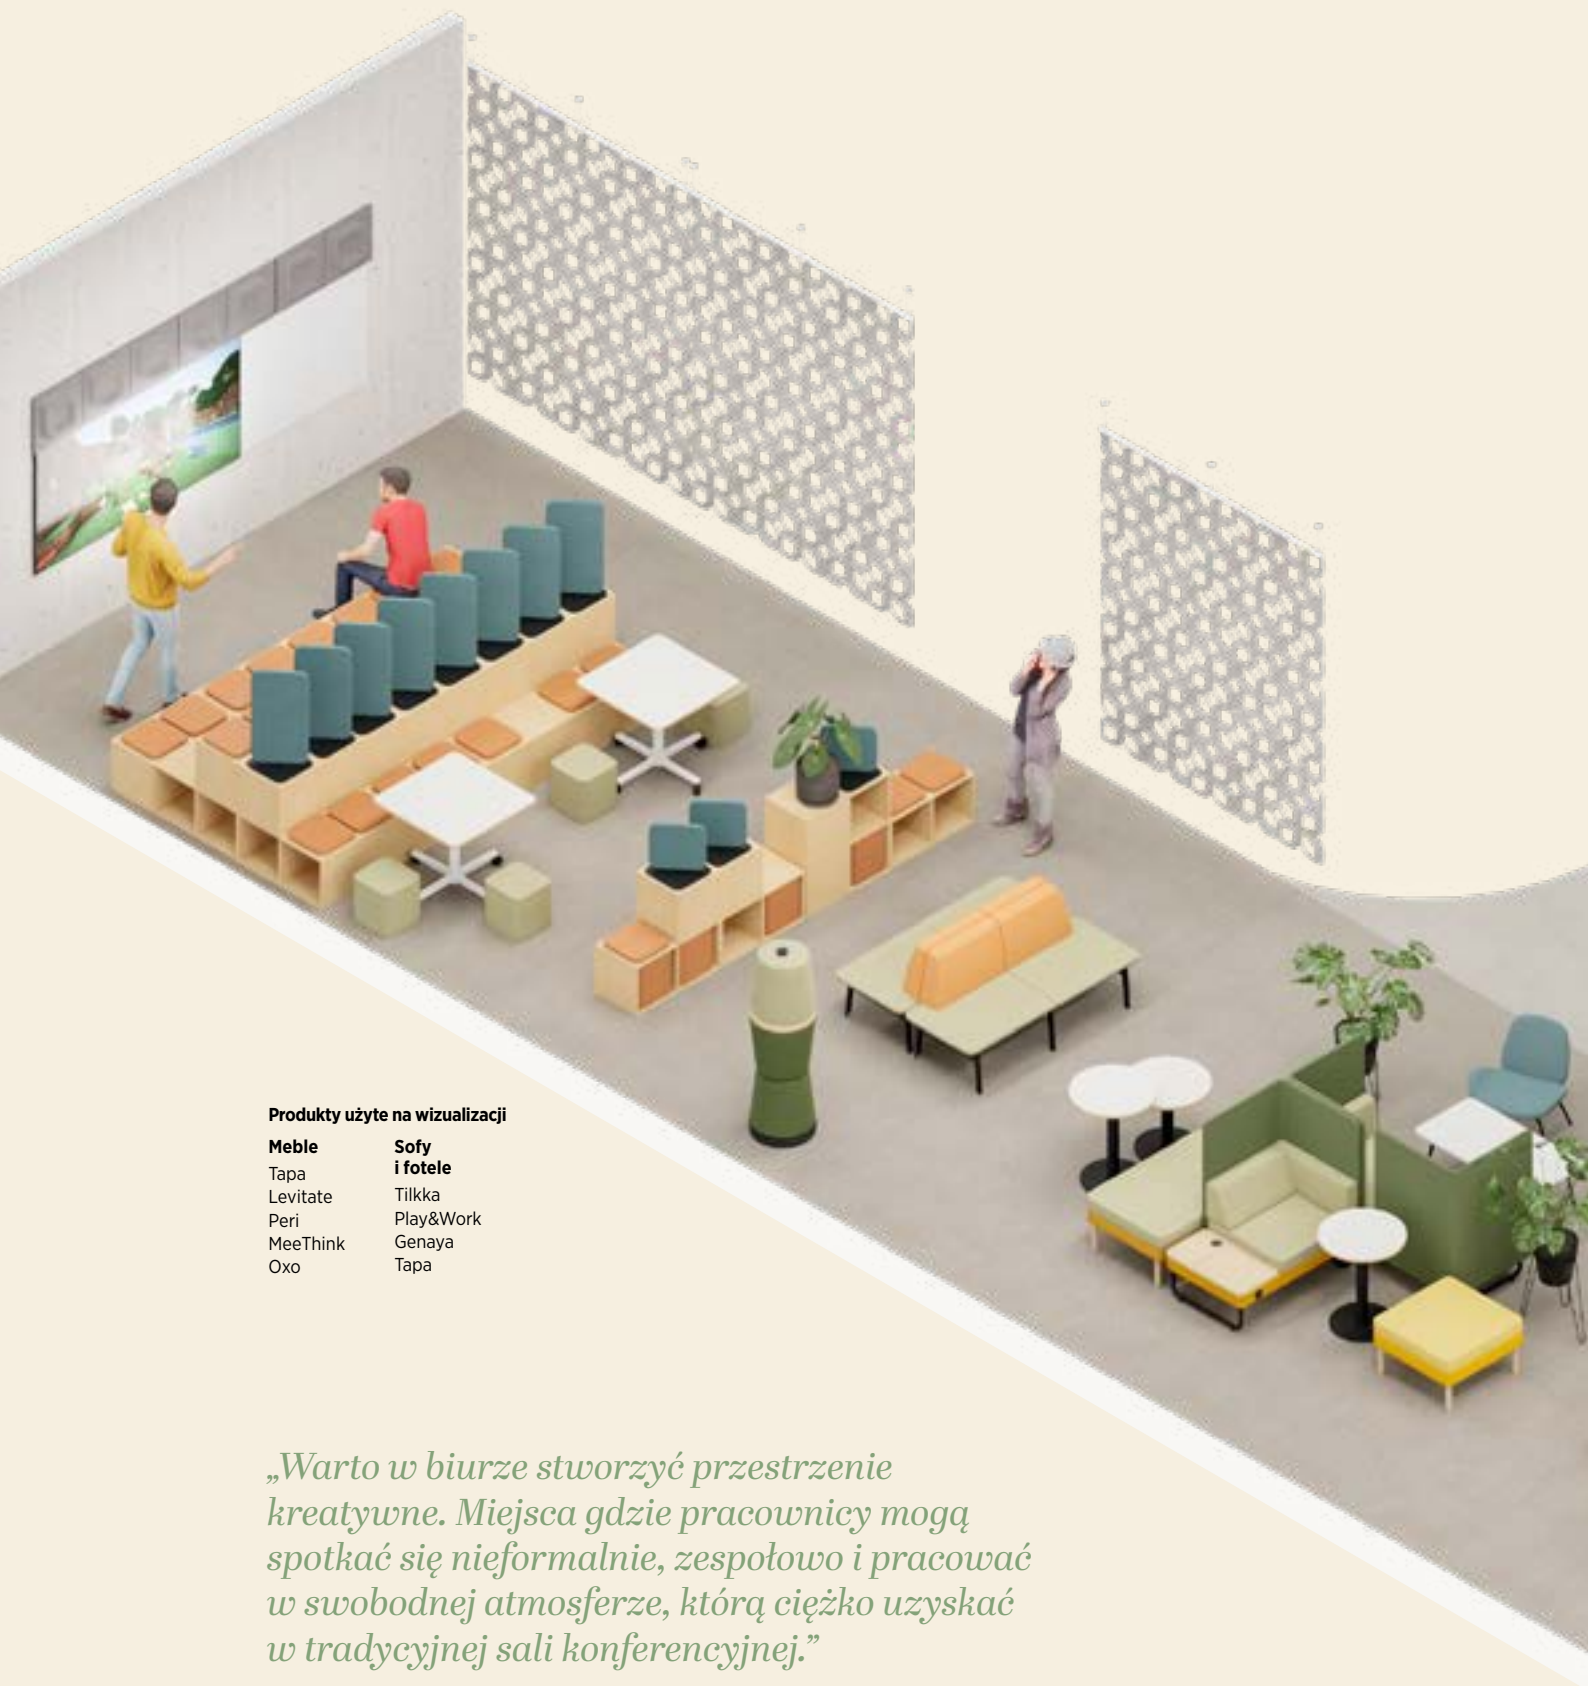 Produkty użyte na wizualizacji
Meble
Tapa
Levitate
Peri
MeeThink
Oxo
Sofy
i fotele
Tilkka
Play&Work
Genaya
Tapa
„Warto w biurze stworzyć przestrzenie
kreatywne. Miejsca gdzie pracownicy mogą
spotkać się nieformalnie, zespołowo i pracować
w swobodnej atmosferze, którą ciężko uzyskać
w tradycyjnej sali konferencyjnej.”